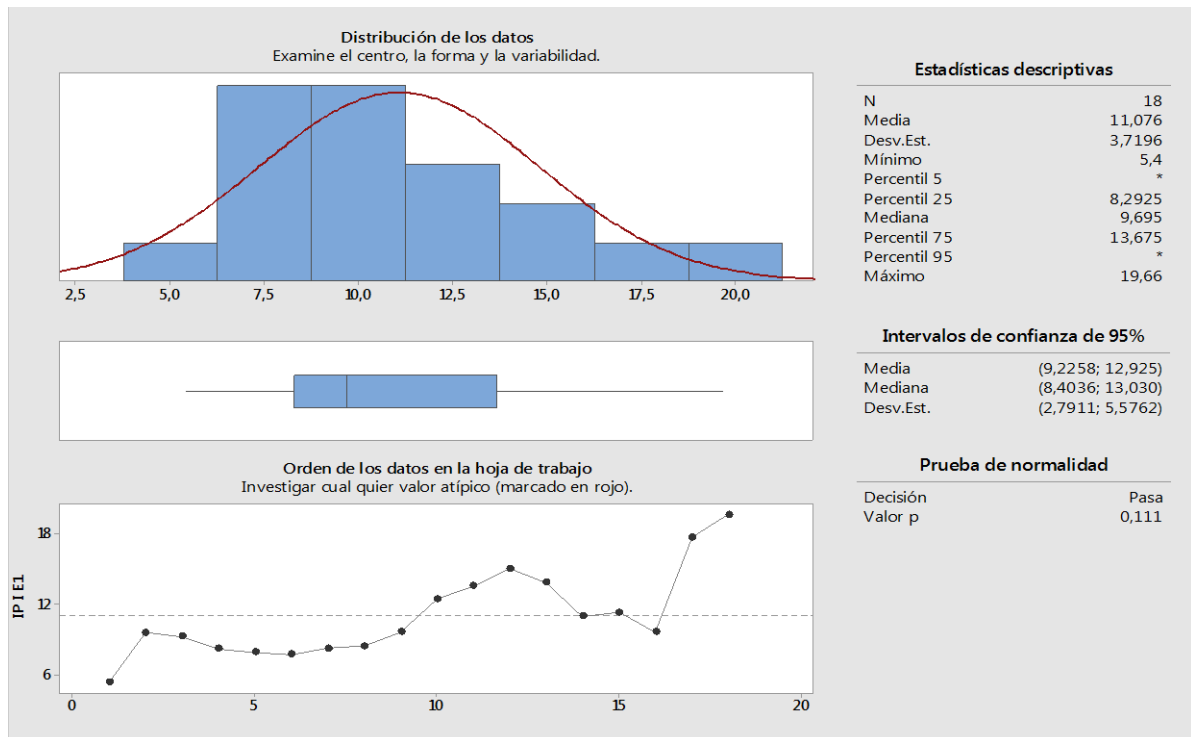 Distribución de los datos
Examine el centro, la forma y la variabilidad.
2,5 5,0 7,5 10,0 12,5 15,0 17,5 20,0
Orden de los datos en la hoja de trabajo
Investigar cual quier valor atípico (marcado en rojo).
IP I E1
18
12
6
0 5 10 15 20
Estadísticas descriptivas
N 18
Media 11,076
Desv.Est. 3,7196
Mínimo 5,4
Percentil 5 *
Percentil 25 8,2925
Mediana 9,695
Percentil 75 13,675
Percentil 95 *
Máximo 19,66
Intervalos de confianza de 95%
Media (9,2258; 12,925)
Mediana (8,4036; 13,030)
Desv.Est. (2,7911; 5,5762)
Prueba de normalidad
Decisión Pasa
Valor p 0,111